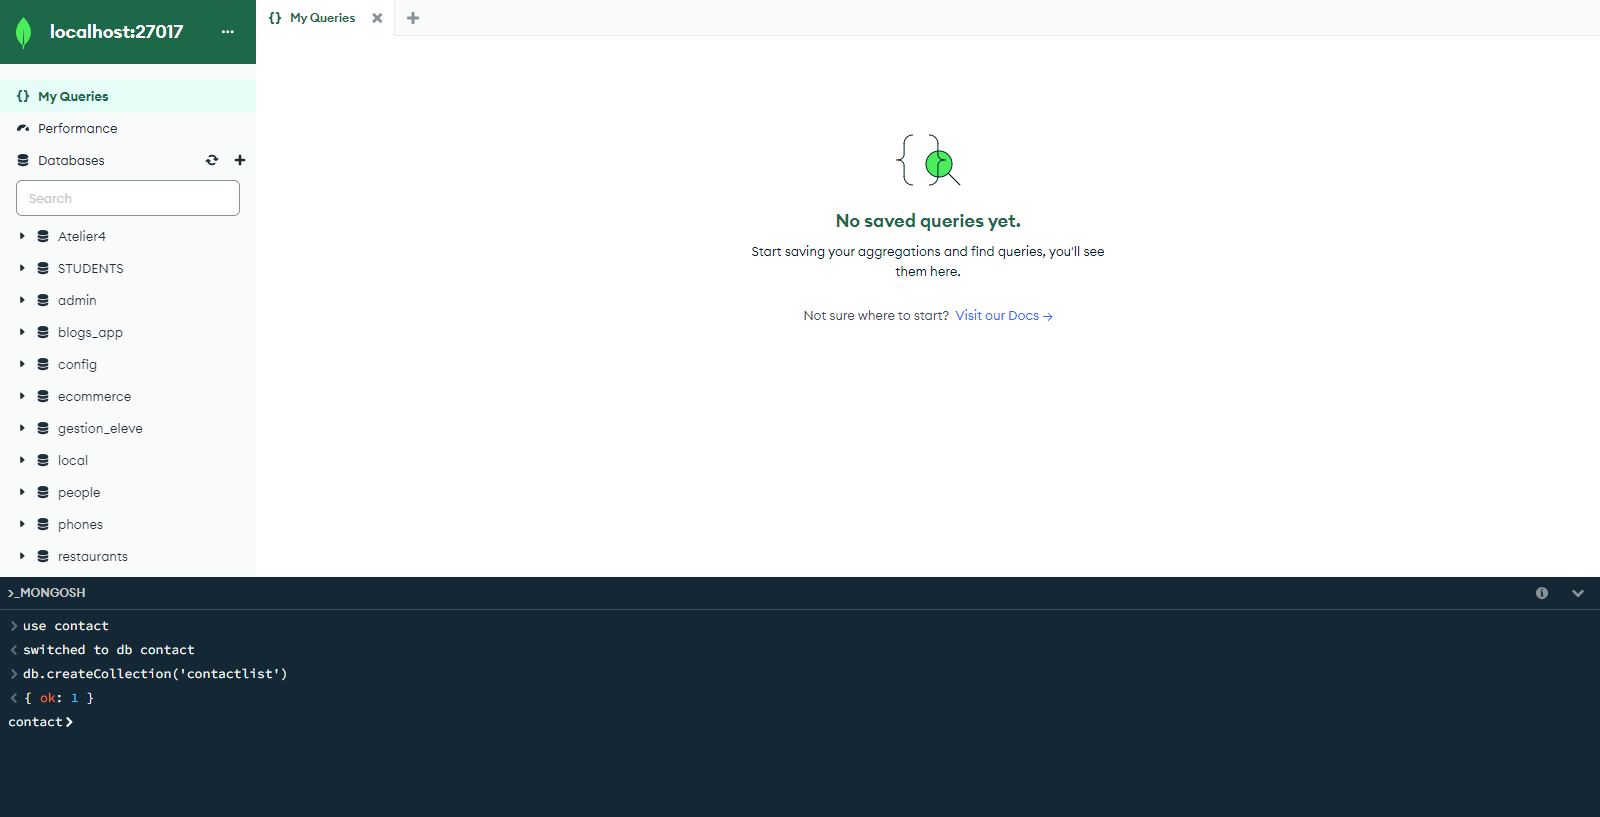 localhost:27017 ...
{} My Queries
{} My Queries
Performance
Databases
Search
Atelier4
STUDENTS
admin
blogs_app
config
ecommerce
gestion_eleve
local
people
phones
restaurants
No saved queries yet.
Start saving your aggregations and find queries, you'll see
them here.
Not sure where to start? Visit our Docs →
>_MONGOSH
> use contact
< switched to db contact
> db.createCollection('contactlist')
< { ok: 1 }
contact>